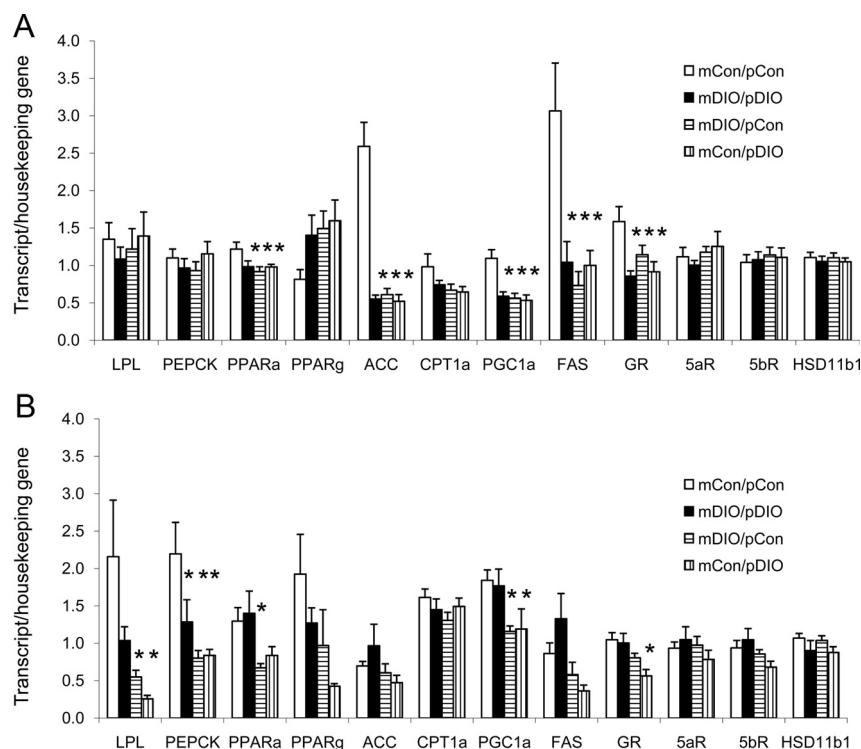 A
Transcript/housekeeping gene
4.0
3.5
3.0
2.5
2.0
1.5
1.0
0.5
0.0
mCon/pCon
mDIO/pDIO
mDIO/pCon
mCon/pDIO
*** *** *** *** ***
LPL PEPCK PPARa PPARg ACC CPT1a PGC1a FAS GR 5aR 5bR HSD11b1
B
Transcript/housekeeping gene
4.0
3.5
3.0
2.5
2.0
1.5
1.0
0.5
0.0
mCon/pCon
mDIO/pDIO
mDIO/pCon
mCon/pDIO
** *** * ** *
LPL PEPCK PPARa PPARg ACC CPT1a PGC1a FAS GR 5aR 5bR HSD11b1